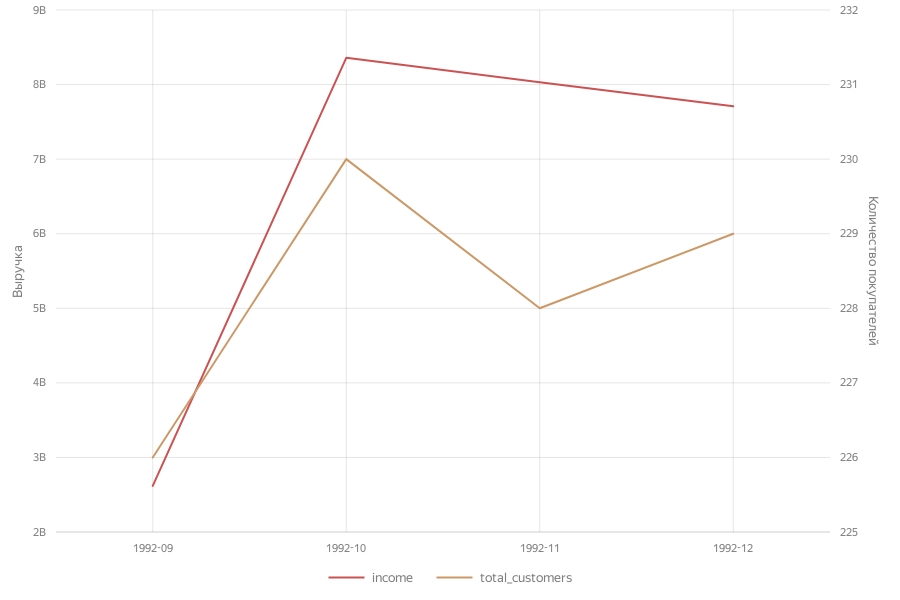 9B
8B
7B
6B
5B
4B
3B
2B
Выручка
232
231
230
229
228
227
226
225
Количество покупателей
1992-09 1992-10 1992-11 1992-12
income total_customers